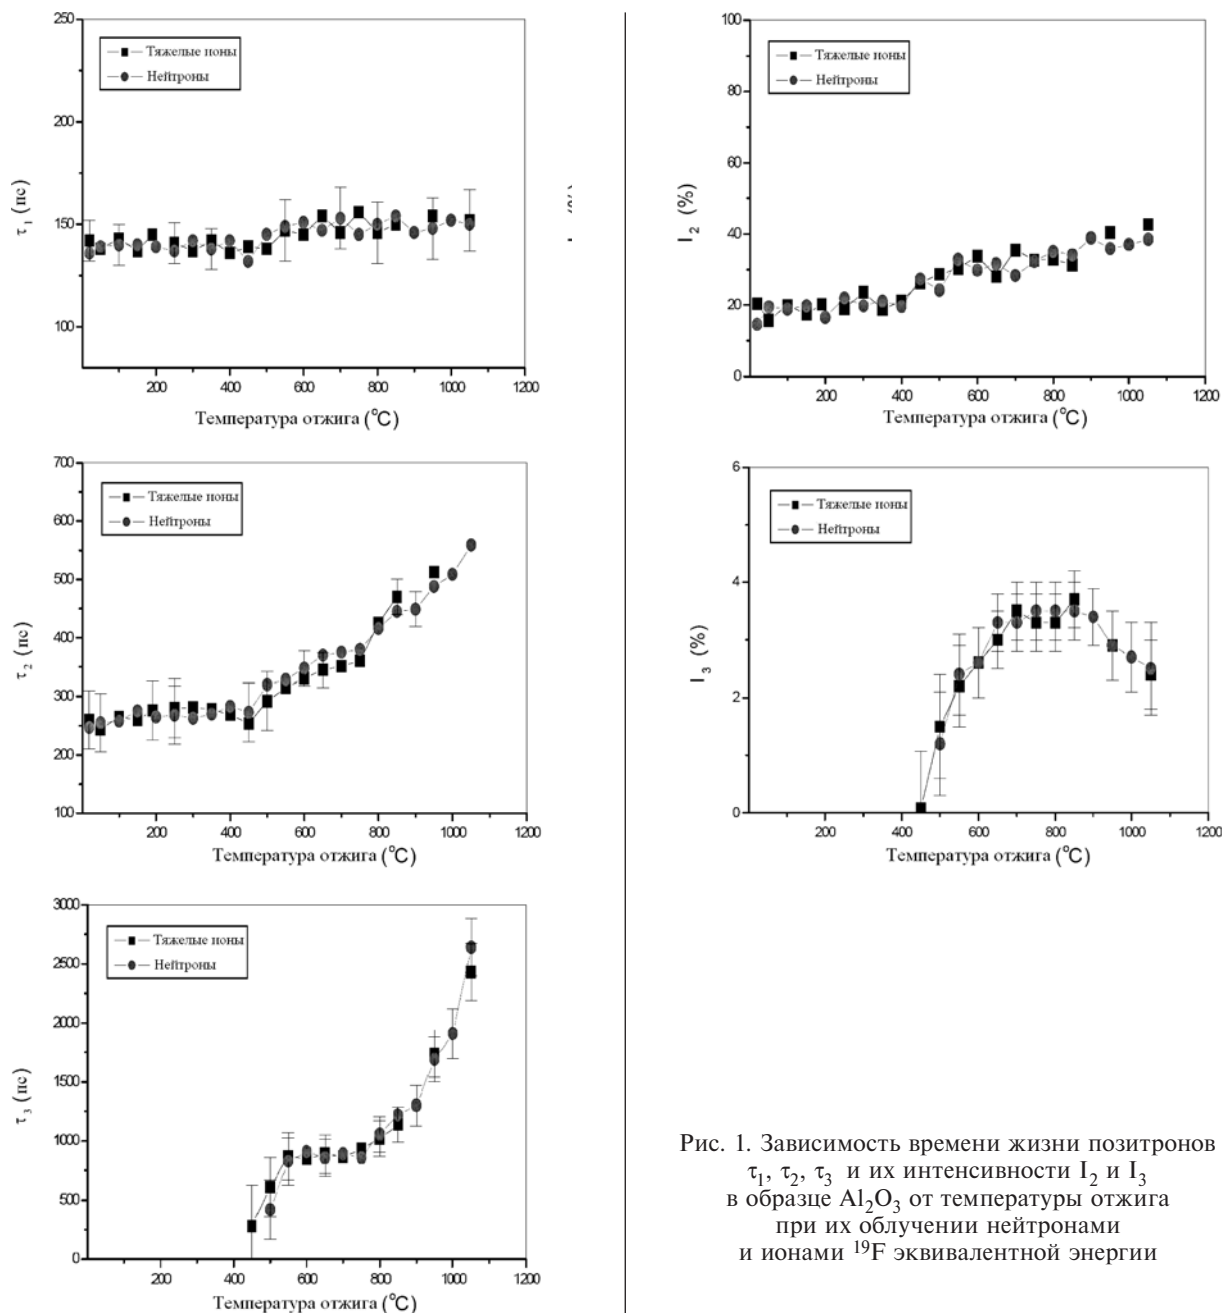 250
200
150
100
τ₁ (пс)
Тяжелые ионы
Нейтроны
200 400 600 800 1000 1200
Температура отжига (°C)
100
80
60
40
20
0
I₂ (%)
Тяжелые ионы
Нейтроны
200 400 600 800 1000 1200
Температура отжига (°C)
700
600
500
400
300
200
100
τ₂ (пс)
Тяжелые ионы
Нейтроны
200 400 600 800 1000 1200
Температура отжига (°C)
6
4
2
0
I₃ (%)
Тяжелые ионы
Нейтроны
200 400 600 800 1000 1200
Температура отжига (°C)
3000
2500
2000
1500
1000
500
0
τ₃ (пс)
Тяжелые ионы
Нейтроны
200 400 600 800 1000 1200
Температура отжига (°C)
Рис. 1. Зависимость времени жизни позитронов
τ₁, τ₂, τ₃ и их интенсивности I₂ и I₃
в образце Al₂O₃ от температуры отжига
при их облучении нейтронами
и ионами ¹⁹F эквивалентной энергии